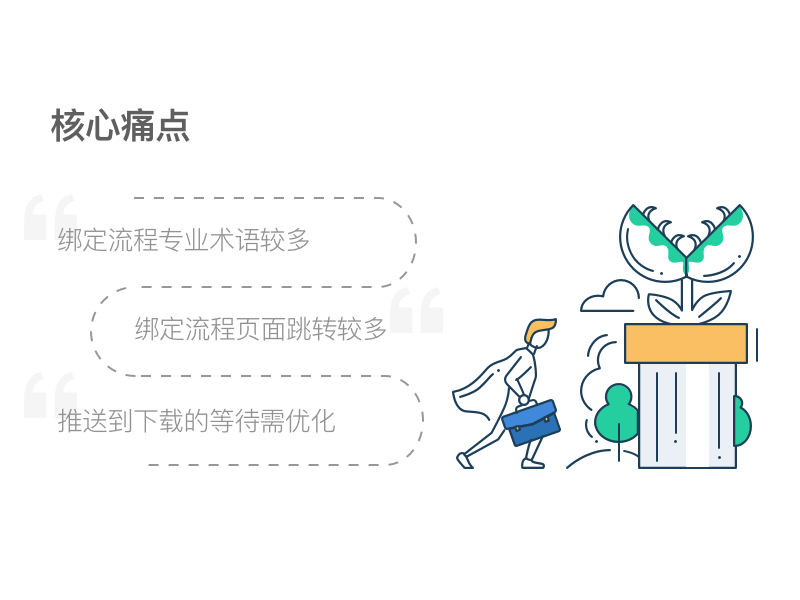 核心痛点
绑定流程专业术语较多
绑定流程页面跳转较多
推送到下载的等待需优化